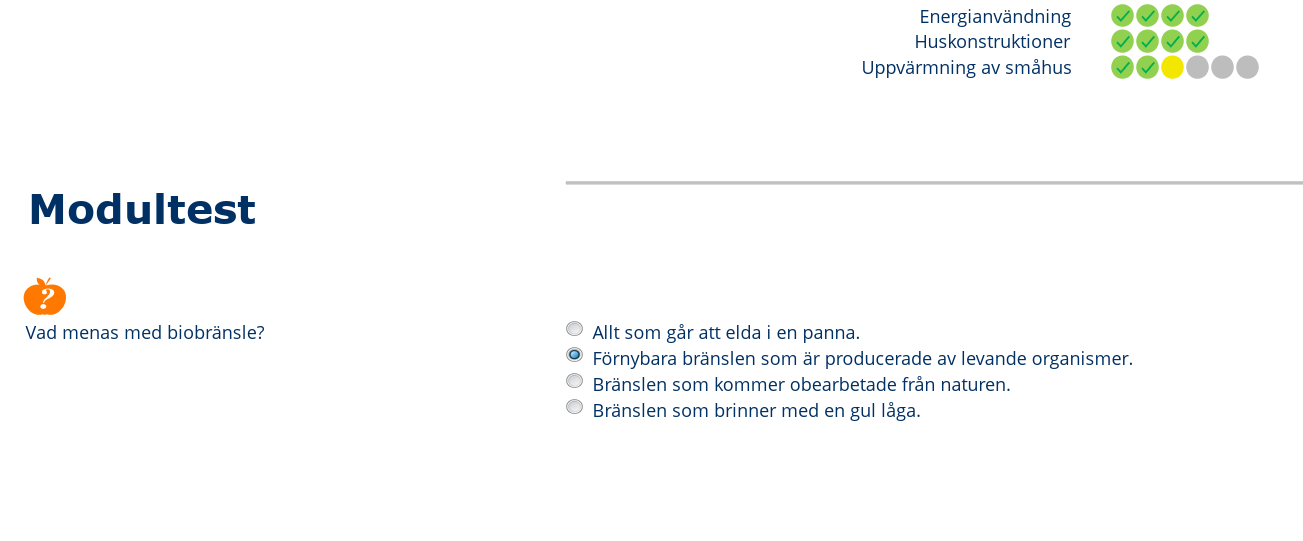 Energianvändning
Huskonstruktioner
Uppvärmning av småhus
Modultest
?
Vad menas med biobränsle?
Allt som går att elda i en panna.
Förnybara bränslen som är producerade av levande organismer.
Bränslen som kommer obearbetade från naturen.
Bränslen som brinner med en gul låga.